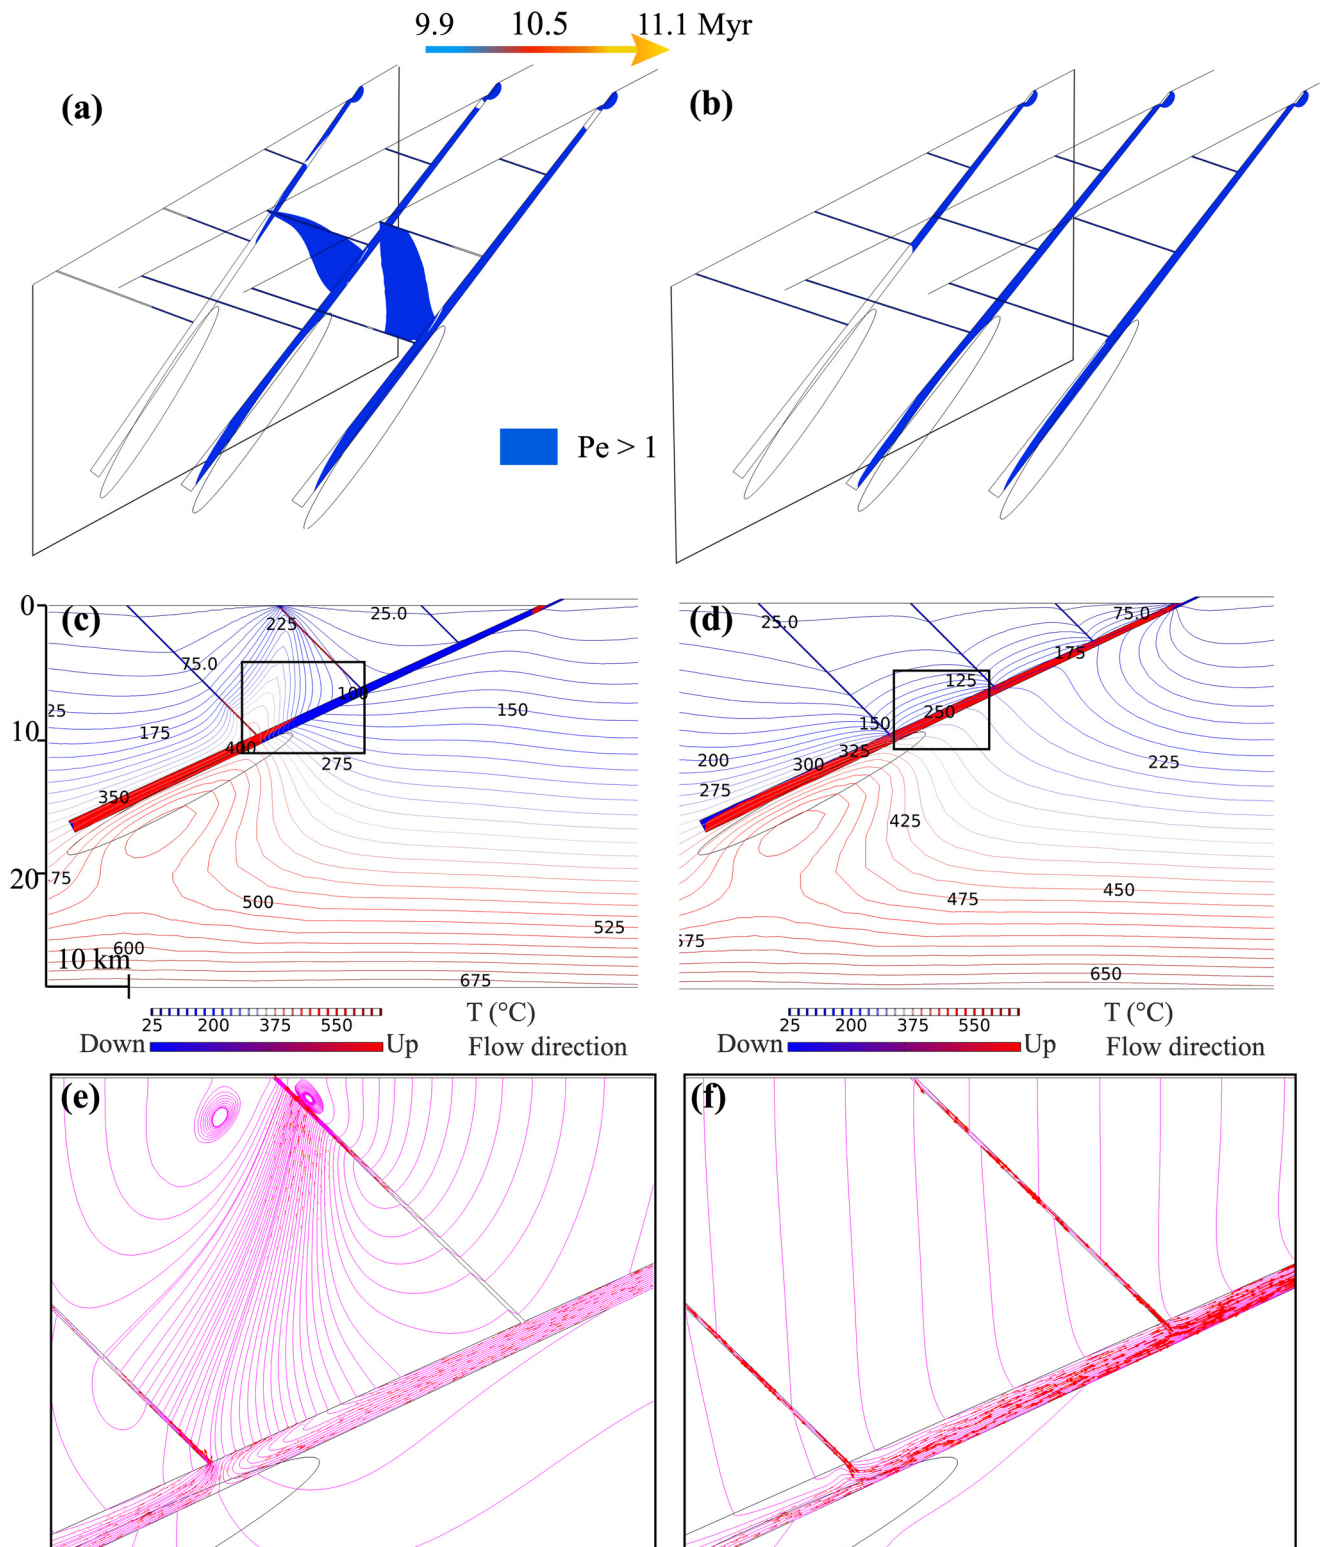 9.9 10.5 11.1 Myr
(a) (b)
Pe > 1
0 (c) 25.0 (d) 75.0
225 25.0
75.0 175
100 125
25 150 250
175 150
10 400 325
275 200 300 225
350 275
425
20 75
500 475 450
525
600 575
10 km 675 650
25 200 375 550 T (°C) 25 200 375 550 T (°C)
Down Up Flow direction Down Up Flow direction
(e) (f)